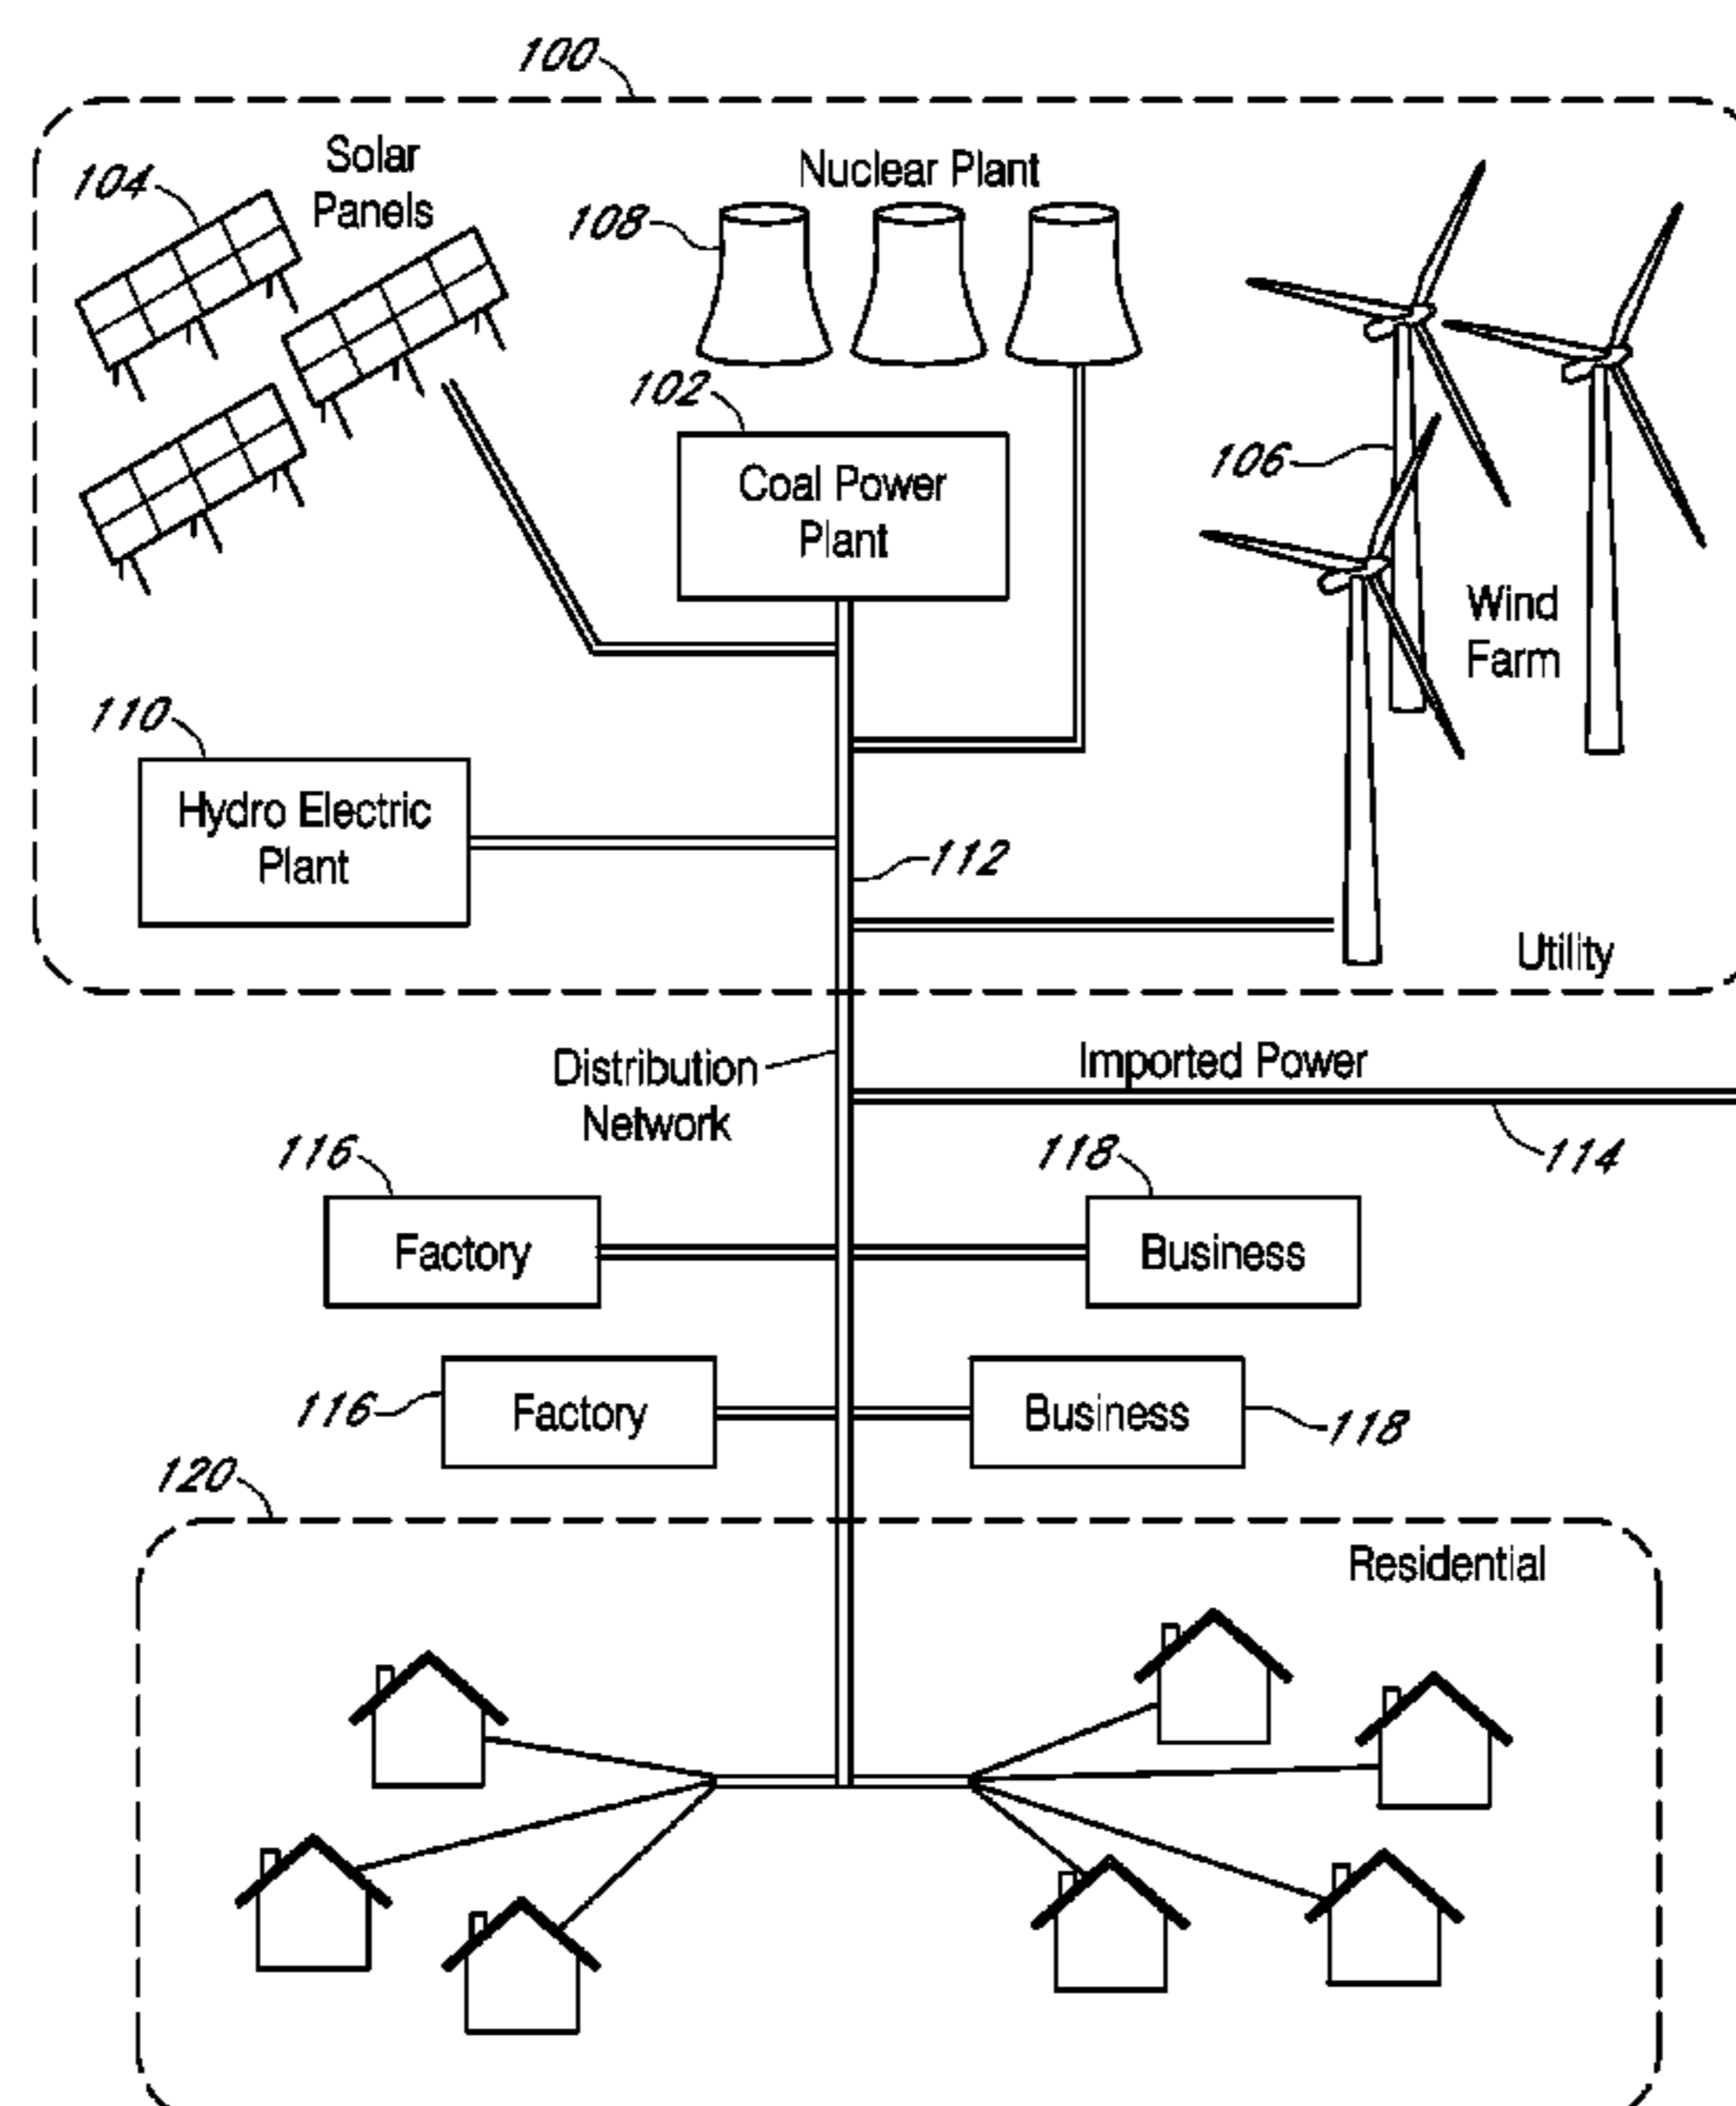 100
104
Solar
Panels
Nuclear Plant
108
102
Coal Power
Plant
106
Wind
Farm
110
Hydro Electric
Plant
112
Utility
Distribution
Network
Imported Power
114
116
Factory
118
Business
116
Factory
Business
118
120
Residential